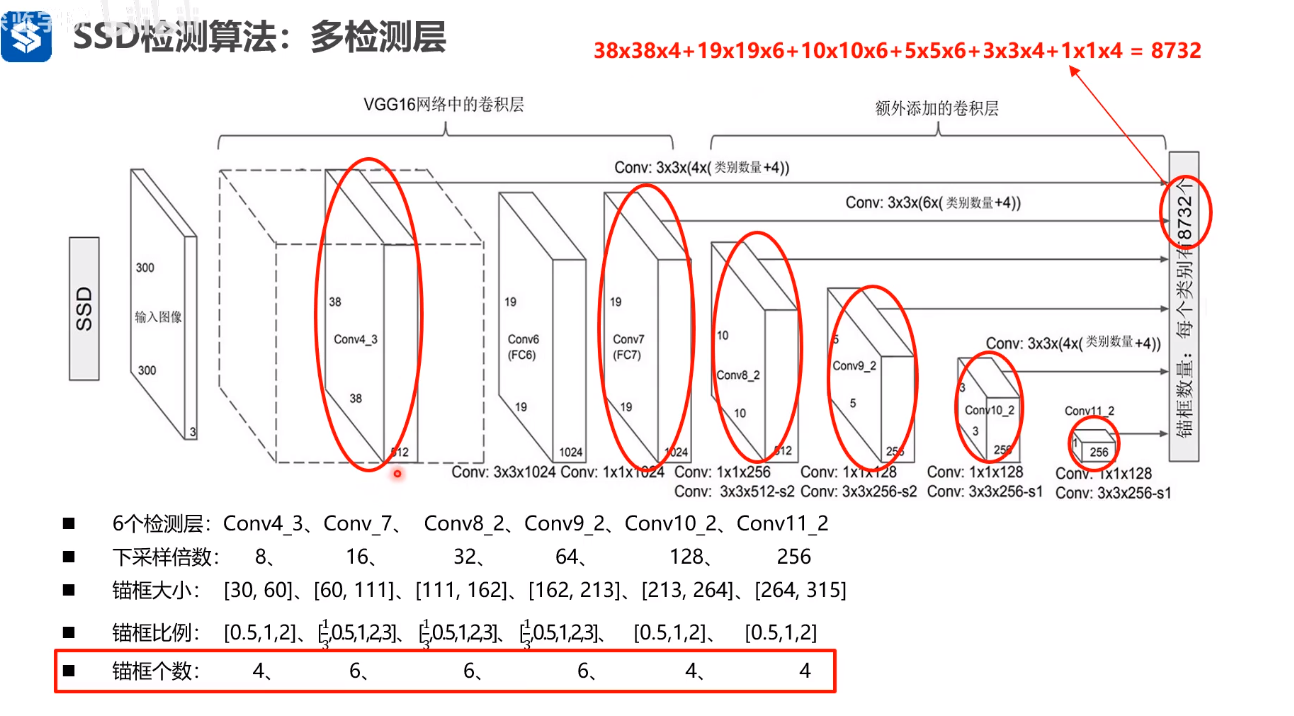 SSD检测算法：多检测层
38x38x4+19x19x6+10x10x6+5x5x6+3x3x4+1x1x4 = 8732
VGG16网络中的卷积层
额外添加的卷积层
Conv: 3x3x(4x( 类别数量+4))
Conv: 3x3x(6x( 类别数量+4))
Conv: 3x3x(4x( 类别数量+4))
SSD
300
输入图像
300
3
38
Conv4_3
38
512
19
Conv6
(FC6)
19
1024
19
Conv7
(FC7)
19
1024
10
Conv8_2
10
512
5
Conv9_2
5
256
3
Conv10_2
3
256
Conv11_2
1
256
锚框数量：每个类别有8732个
Conv: 3x3x1024
Conv: 1x1x1024
Conv: 1x1x256
Conv: 3x3x512-s2
Conv: 1x1x128
Conv: 3x3x256-s2
Conv: 1x1x128
Conv: 3x3x256-s1
Conv: 1x1x128
Conv: 3x3x256-s1
■ 6个检测层：Conv4_3、Conv_7、 Conv8_2、Conv9_2、Conv10_2、Conv11_2
■ 下采样倍数： 8、 16、 32、 64、 128、 256
■ 锚框大小： [30, 60]、[60, 111]、[111, 162]、[162, 213]、[213, 264]、[264, 315]
■ 锚框比例： [0.5,1,2]、[1/3,0.5,1,2,3]、[1/3,0.5,1,2,3]、[1/3,0.5,1,2,3]、 [0.5,1,2]、 [0.5,1,2]
■ 锚框个数： 4、 6、 6、 6、 4、 4